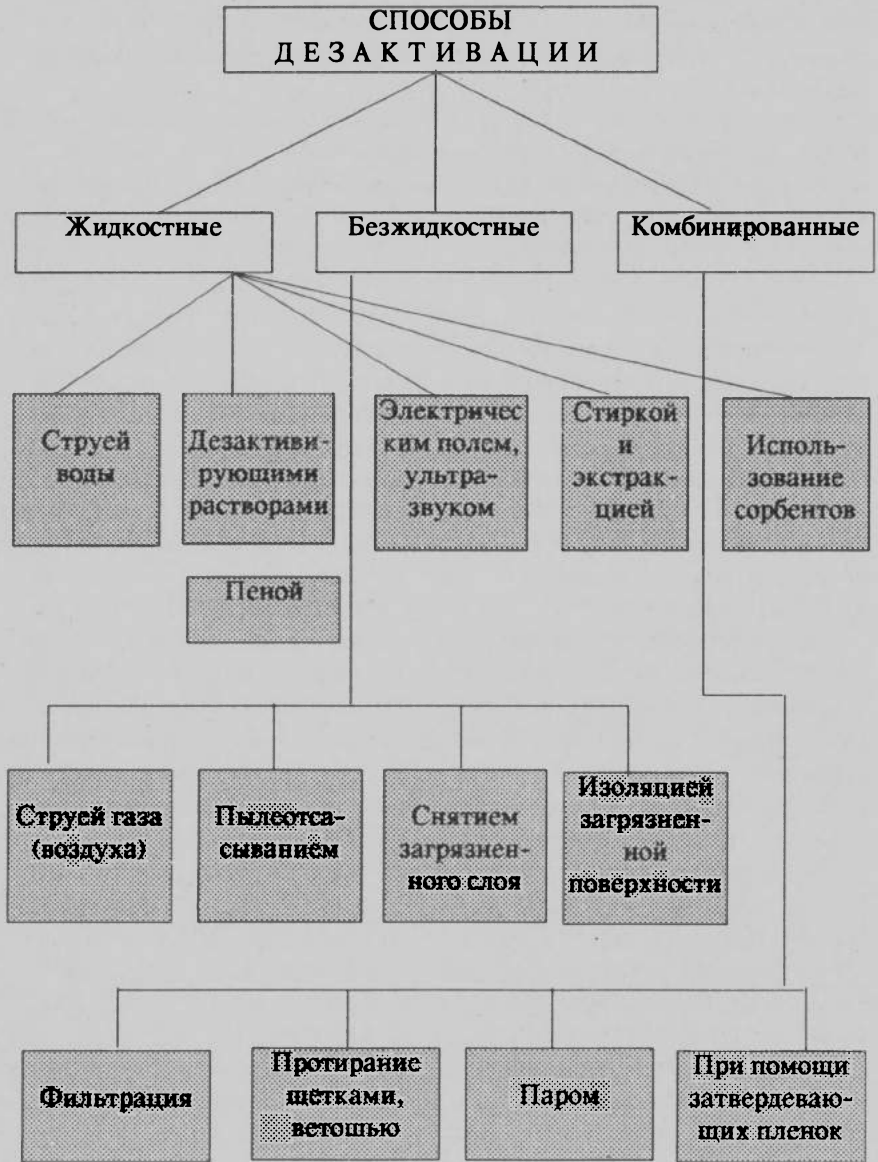 СПОСОБЫ
ДЕЗАКТИВАЦИИ
Жидкостные
Безжидкостные
Комбинированные
Струей
воды
Дезактиви-
рующими
растворами
Электричес
ким полем,
ультра-
звуком
Стиркой
и
экстрак-
цией
Исполь-
зование
сорбентов
Пеной
Струей газа
(воздуха)
Пылеотса-
сыванием
Снятием
загрязнен-
ного слоя
Изоляцией
загрязнен-
ной
поверхности
Фильтрация
Протирание
щетками,
ветошью
Паром
При помощи
затвердеваю-
щих пленок